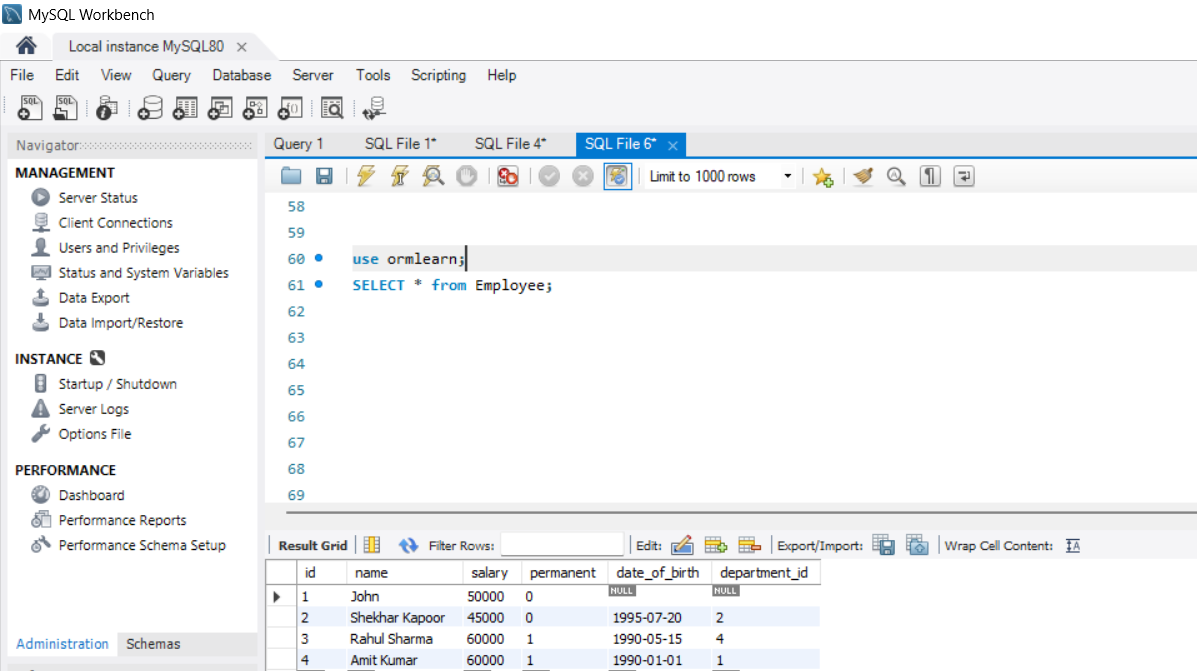 MySQL Workbench
Local instance MySQL80
File Edit View Query Database Server Tools Scripting Help
SQL SQL
Navigator
MANAGEMENT
Server Status
Client Connections
Users and Privileges
Status and System Variables
Data Export
Data Import/Restore
INSTANCE
Startup / Shutdown
Server Logs
Options File
PERFORMANCE
Dashboard
Performance Reports
Performance Schema Setup
Administration Schemas
Query 1 SQL File 1* SQL File 4* SQL File 6*
Limit to 1000 rows
58
59
60 use ormlearn;
61 SELECT * from Employee;
62
63
64
65
66
67
68
69
Result Grid Filter Rows: Edit: Export/Import: Wrap Cell Content:
id name salary permanent date_of_birth department_id
1 John 50000 0 NULL NULL
2 Shekhar Kapoor 45000 0 1995-07-20 2
3 Rahul Sharma 60000 1 1990-05-15 4
4 Amit Kumar 60000 1 1990-01-01 1